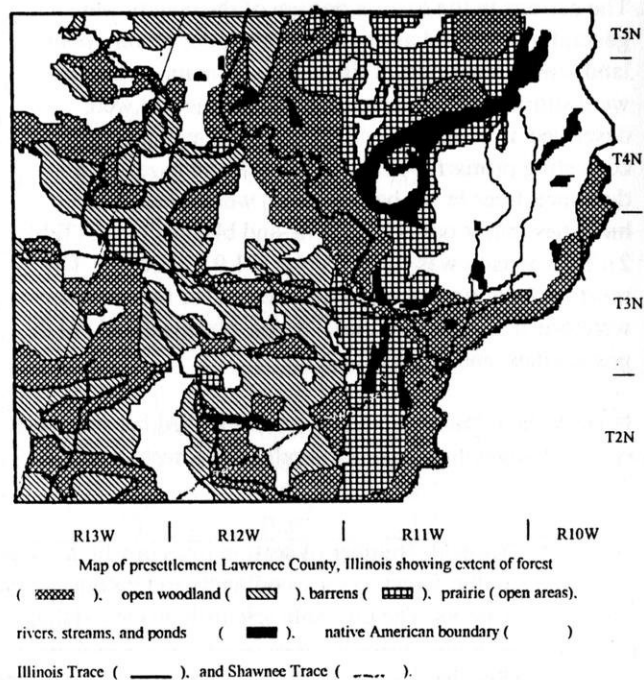 T5N
T4N
T3N
T2N
R13W R12W R11W R10W
Map of presettlement Lawrence County, Illinois showing extent of forest
( ), open woodland ( ), barrens ( ), prairie (open areas),
rivers, streams, and ponds ( ), native American boundary ( )
Illinois Trace ( ), and Shawnee Trace ( ).